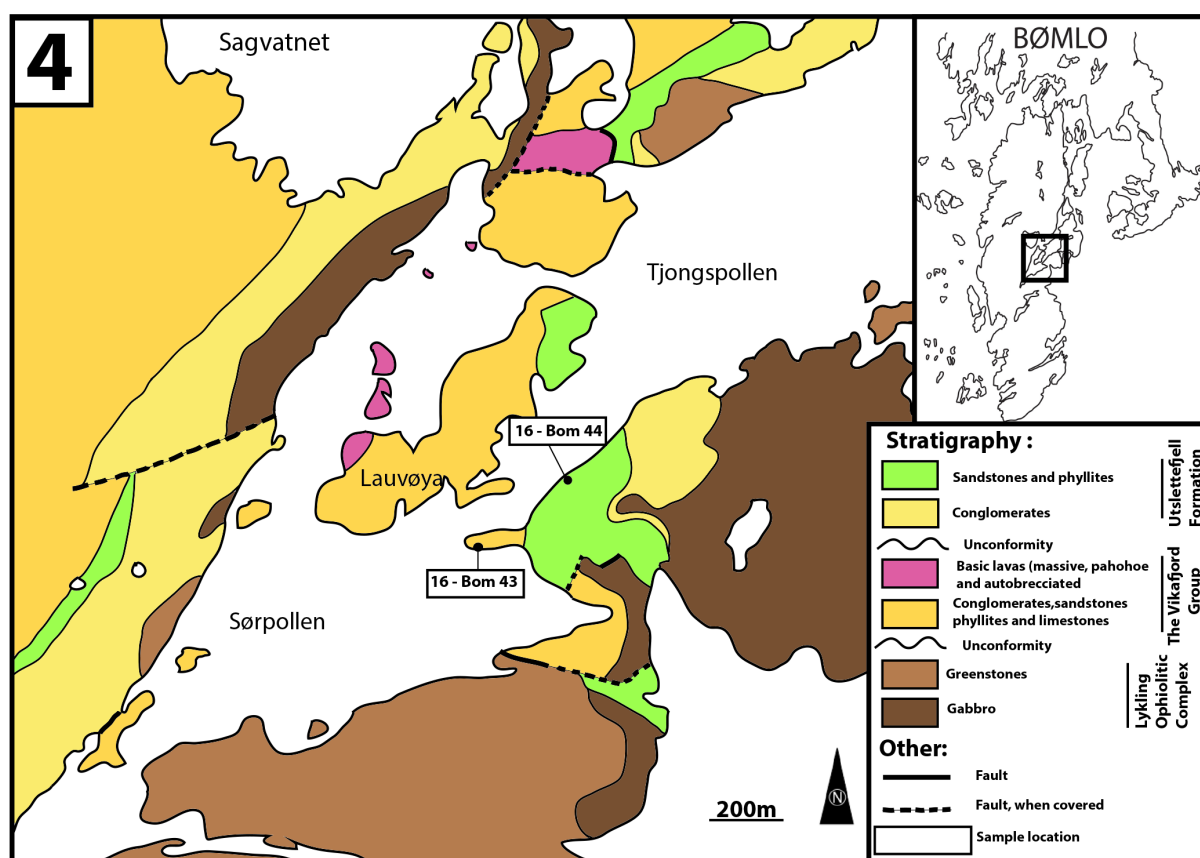 4
Sagvatnet
BØMLO
Tjongspollen
16 - Bom 44
Lauvøya
16 - Bom 43
Sørpollen
200m
N
Stratigraphy :
Sandstones and phyllites
Conglomerates
Utslettefjell
Formation
Unconformity
Basic lavas (massive, pahohoe
and autobrecciated
Conglomerates,sandstones
phyllites and limestones
The Vikafjord
Group
Unconformity
Greenstones
Gabbro
Lykling
Ophiolitic
Complex
Other:
Fault
Fault, when covered
Sample location